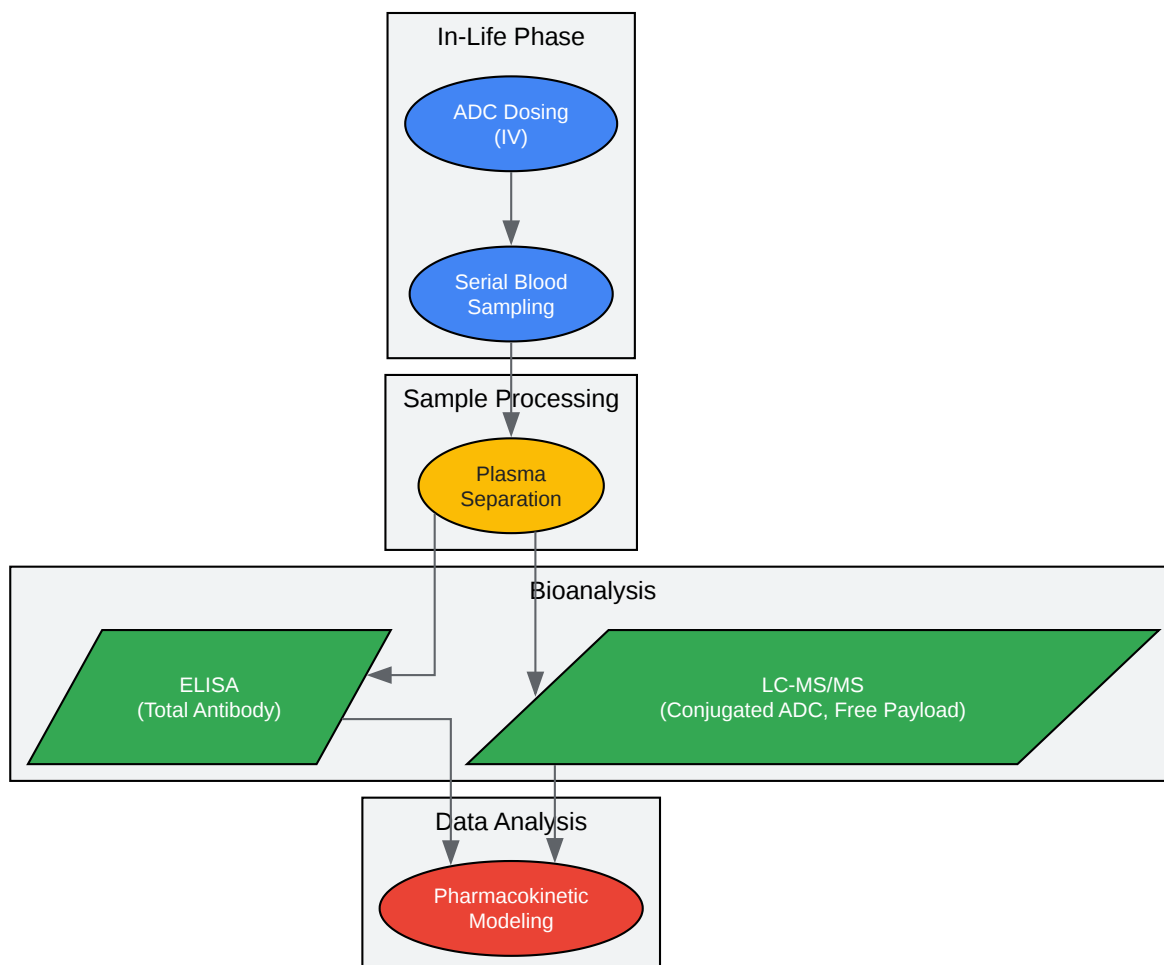 In-Life Phase
ADC Dosing
(IV)
Serial Blood
Sampling
Sample Processing
Plasma
Separation
Bioanalysis
ELISA
(Total Antibody)
LC-MS/MS
(Conjugated ADC, Free Payload)
Data Analysis
Pharmacokinetic
Modeling